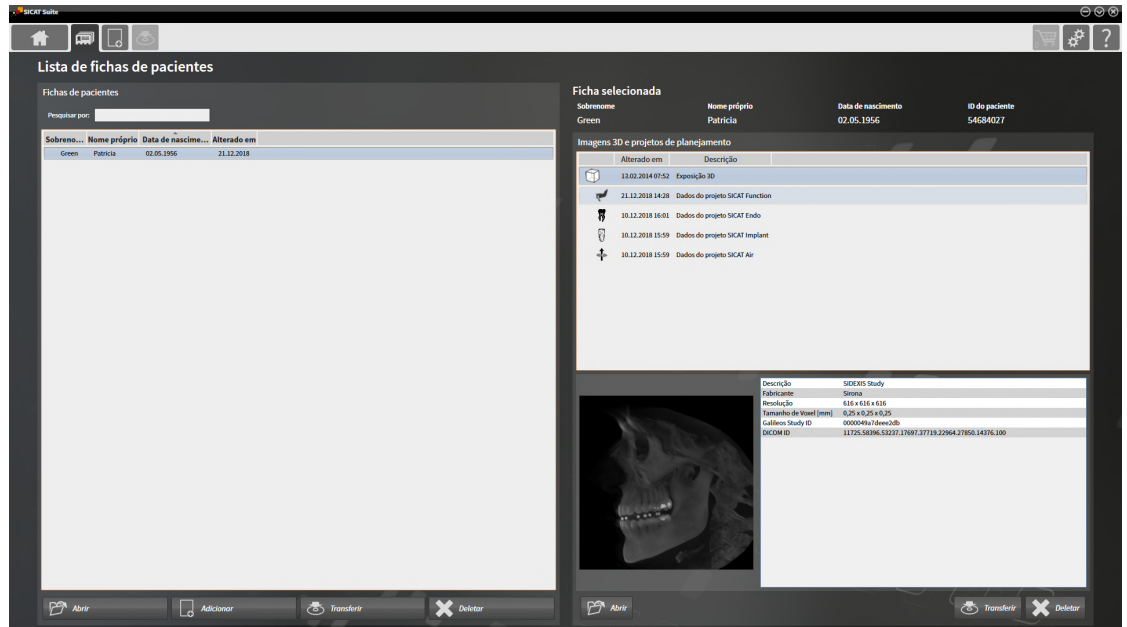 SICAT Suite
?
Lista de fichas de pacientes
Fichas de pacientes
Pesquisar por:
Sobreno... Nome próprio Data de nascime... Alterado em
Green Patricia 02.05.1956 21.12.2018
Abrir Adicionar Transferir Deletar
Ficha selecionada
Sobrenome Nome próprio Data de nascimento ID do paciente
Green Patricia 02.05.1956 54684027
Imagens 3D e projetos de planejamento
Alterado em Descrição
13.02.2014 07:52 Exposição 3D
21.12.2018 14:28 Dados do projeto SICAT Function
10.12.2018 16:01 Dados do projeto SICAT Endo
10.12.2018 15:59 Dados do projeto SICAT Implant
10.12.2018 15:59 Dados do projeto SICAT Air
Descrição SIDEXIS Study
Fabricante Sirona
Resolução 616 x 616 x 616
Tamanho de Voxel [mm] 0,25 x 0,25 x 0,25
Galileos Study ID 0000049a7deee2db
DICOM ID 11725.58396.53237.17697.37719.22964.27850.14376.100
Abrir Transferir Deletar